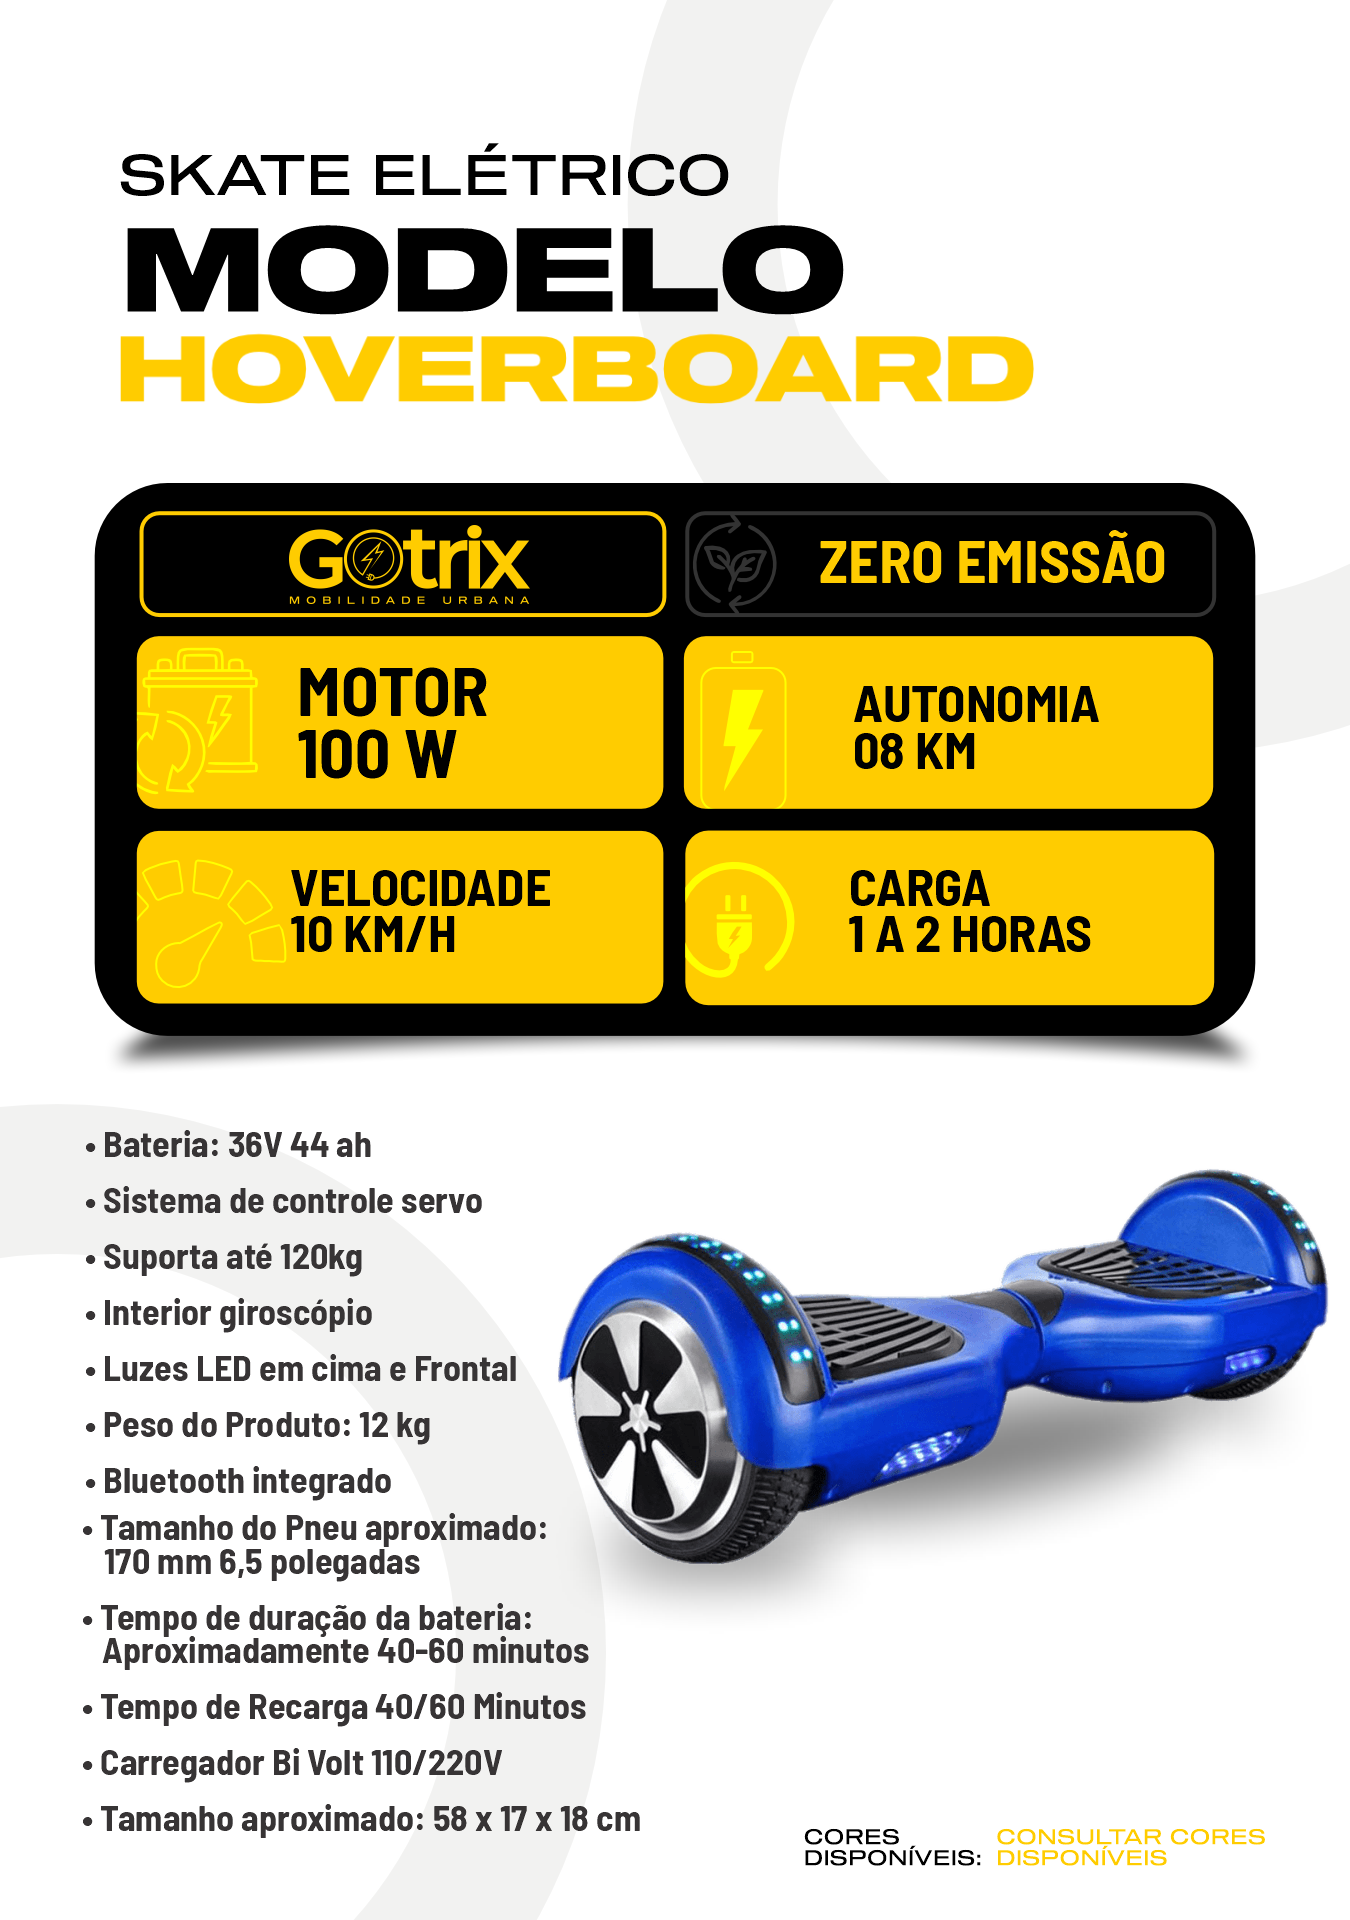 SKATE ELÉTRICO
MODELO
HOVERBOARD
GOtrix
MOBILIDADE URBANA
ZERO EMISSÃO
MOTOR
100 W
AUTONOMIA
08 KM
VELOCIDADE
10 KM/H
CARGA
1 A 2 HORAS
• Bateria: 36V 44 ah
• Sistema de controle servo
• Suporta até 120kg
• Interior giroscópio
• Luzes LED em cima e Frontal
• Peso do Produto: 12 kg
• Bluetooth integrado
• Tamanho do Pneu aproximado:
170 mm 6,5 polegadas
• Tempo de duração da bateria:
Aproximadamente 40-60 minutos
• Tempo de Recarga 40/60 Minutos
• Carregador Bi Volt 110/220V
• Tamanho aproximado: 58 x 17 x 18 cm
CORES
DISPONÍVEIS:
CONSULTAR CORES
DISPONÍVEIS